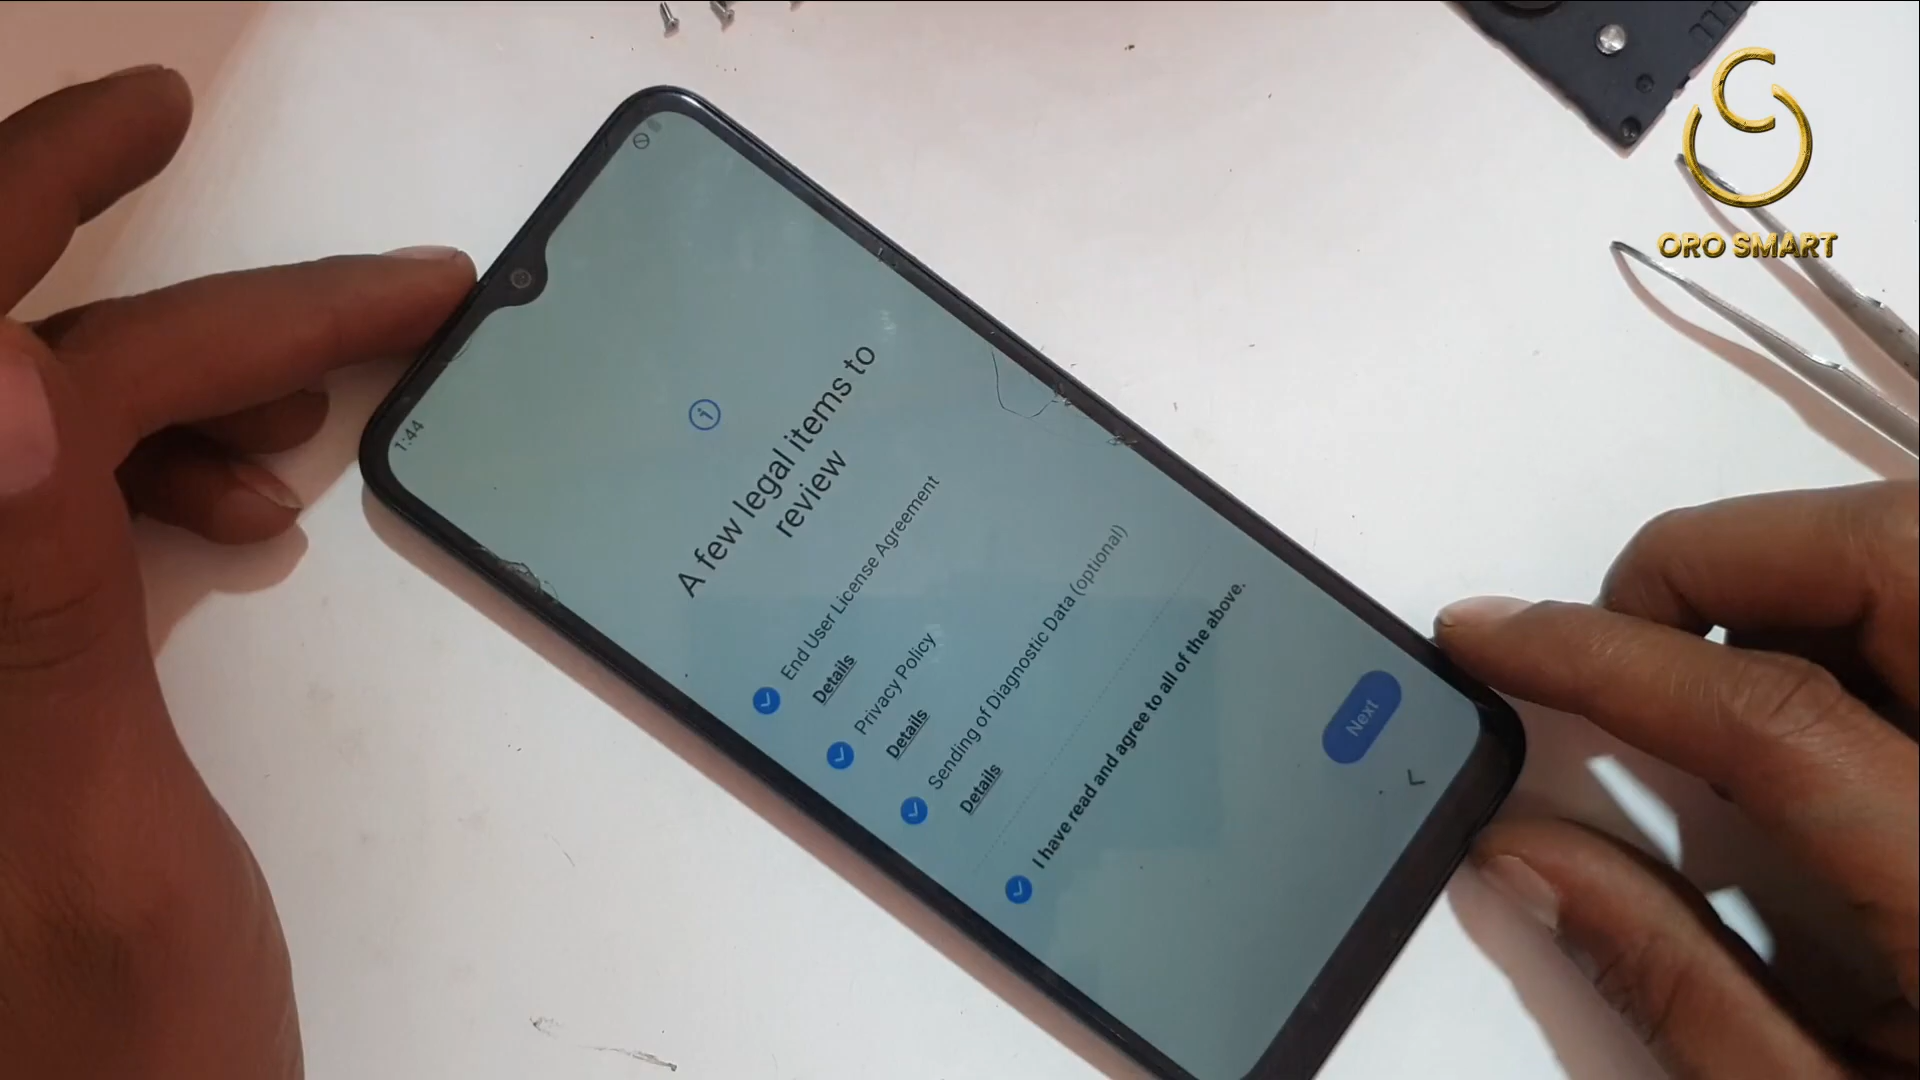 1:44
A few legal items to
review
End User License Agreement
Details
Privacy Policy
Details
Sending of Diagnostic Data (optional)
Details
I have read and agree to all of the above.
Next
ORO SMART